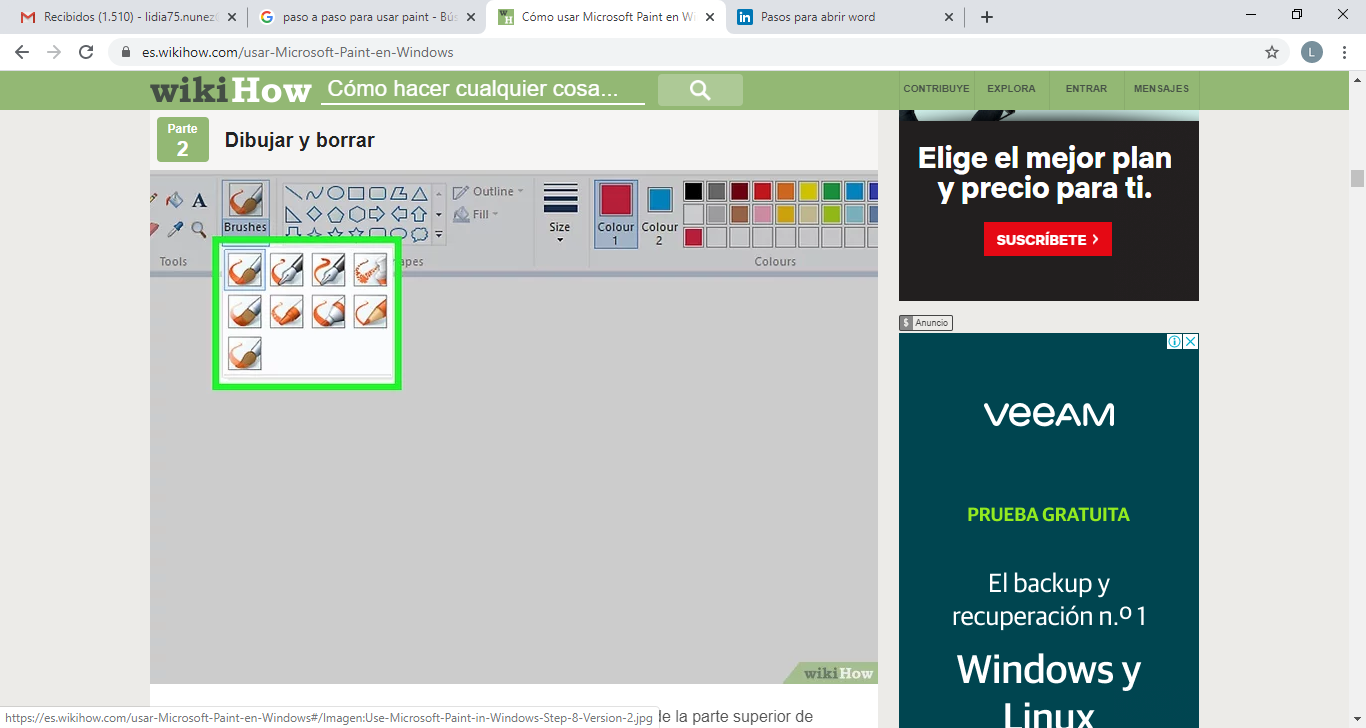 Recibidos (1.510) - lidia75.nunez
paso a paso para usar paint - Bús
Cómo usar Microsoft Paint en Wi
Pasos para abrir word
es.wikihow.com/usar-Microsoft-Paint-en-Windows
L
wikiHow
Cómo hacer cualquier cosa...
CONTRIBUYE
EXPLORA
ENTRAR
MENSAJES
Parte
2
Dibujar y borrar
A
Brushes
Outline
Fill
Size
Colour
1
Colour
2
Tools
apes
Colours
wikiHow
Elige el mejor plan
y precio para ti.
SUSCRÍBETE >
$ Anuncio
VeeAM
PRUEBA GRATUITA
El backup y
recuperación n.º 1
Windows y
Linux
https://es.wikihow.com/usar-Microsoft-Paint-en-Windows#/Imagen:Use-Microsoft-Paint-in-Windows-Step-8-Version-2.jpg
de la parte superior de